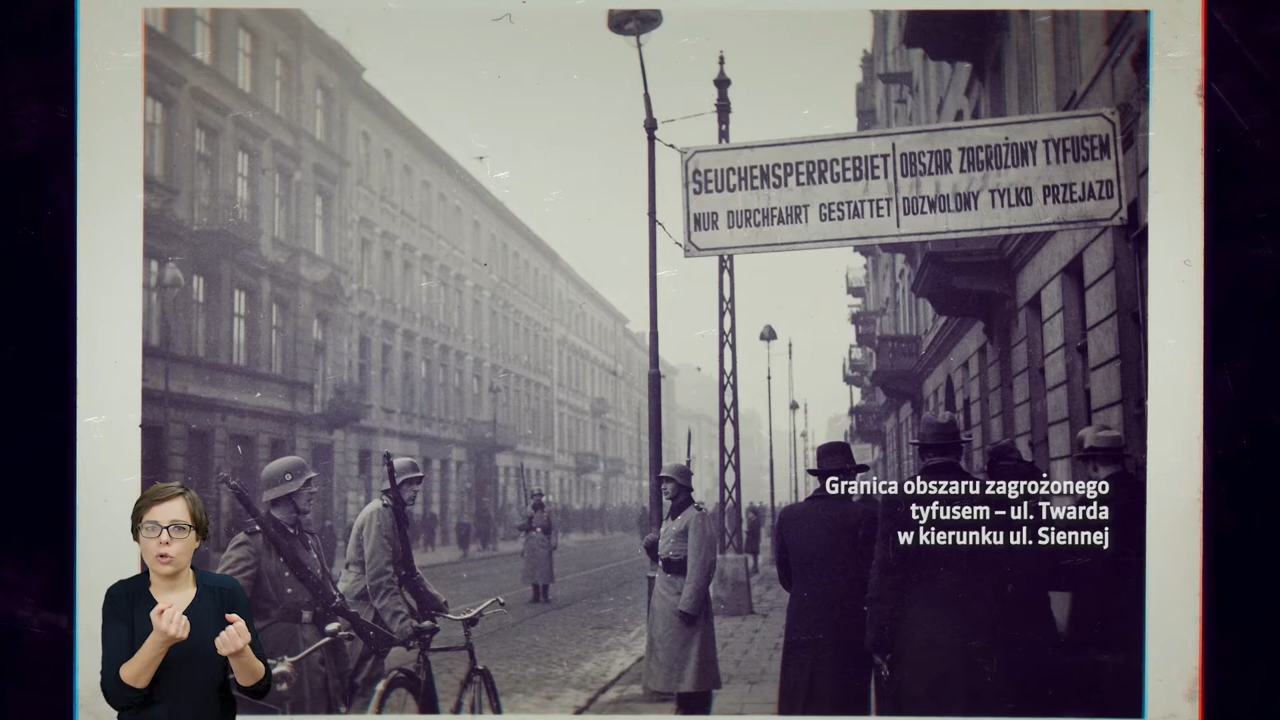 SEUCHENSPERRGEBIET
NUR DURCHFAHRT GESTATTET
OBSZAR ZAGROŻONY TYFUSEM
DOZWOLONY TYLKO PRZEJAZD
Granica obszaru zagrożonego
tyfusem – ul. Twarda
w kierunku ul. Siennej